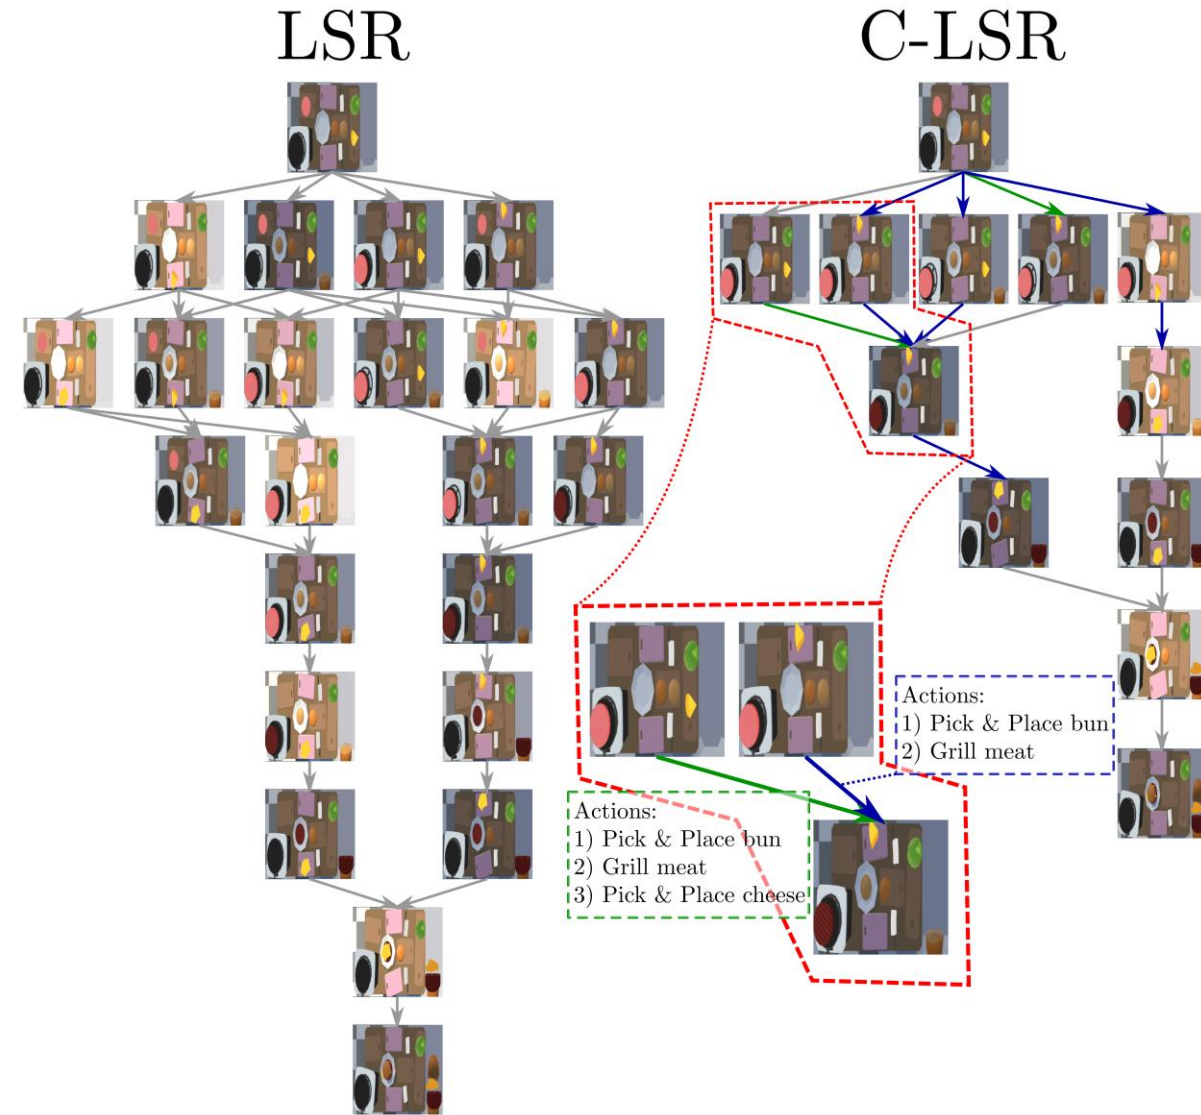 LSR
C-LSR
Actions:
1) Pick & Place bun
2) Grill meat
Actions:
1) Pick & Place bun
2) Grill meat
3) Pick & Place cheese